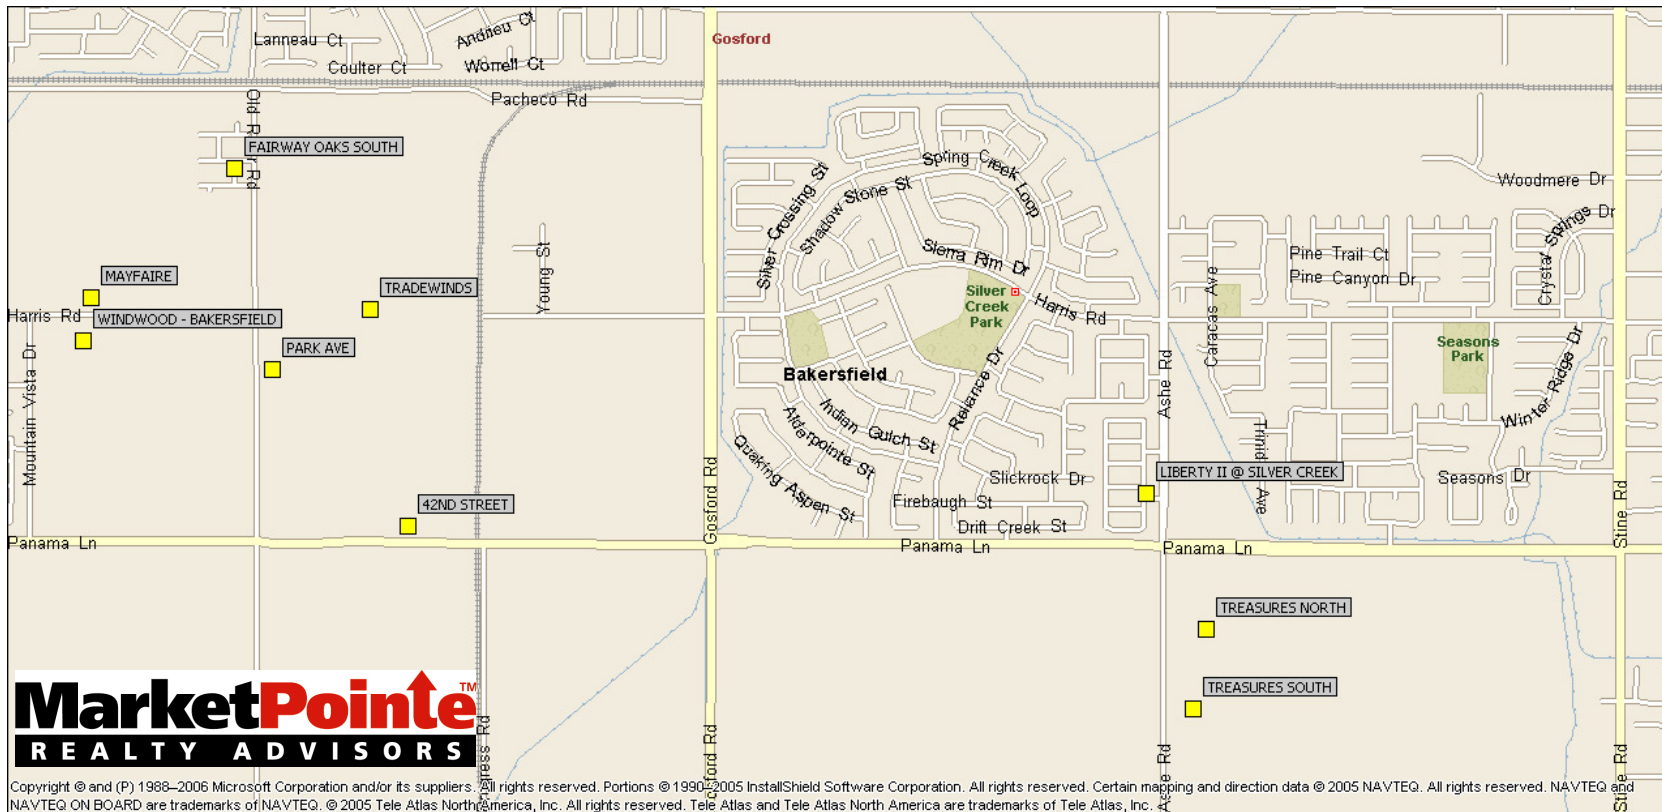 Lanneau Ct
Andrieu Ct
Coulter Ct
Worrell Ct
Gosford
Pacheco Rd
Old River Rd
FAIRWAY OAKS SOUTH
Spring Creek Loop
Silver Crossing St
Shadow Stone St
Woodmere Dr
Crystal Springs Dr
Sierra Rim Dr
Pine Trail Ct
Pine Canyon Dr
Young St
MAYFAIRE
TRADEWINDS
Silver
Creek
Park
Harris Rd
Caracas Ave
Harris Rd
WINDWOOD - BAKERSFIELD
PARK AVE
Seasons
Park
Mountain Vista Dr
Bakersfield
Reliance Dr
Ashe Rd
Winter Ridge Dr
Indian Gulch St
Alderpointe St
Quaking Aspen St
Trinid Ave
LIBERTY II @ SILVER CREEK
Slickrock Dr
Seasons Dr
Firebaugh St
Drift Creek St
42ND STREET
Gosford Rd
Stine Rd
Panama Ln
Panama Ln
Panama Ln
TREASURES NORTH
TREASURES SOUTH
MarketPointe™
REALTY ADVISORS
gress Rd
Gosford Rd
Ashe Rd
Stine Rd
Copyright © and (P) 1988–2006 Microsoft Corporation and/or its suppliers. All rights reserved. Portions © 1990–2005 InstallShield Software Corporation. All rights reserved. Certain mapping and direction data © 2005 NAVTEQ. All rights reserved. NAVTEQ and
NAVTEQ ON BOARD are trademarks of NAVTEQ. © 2005 Tele Atlas North America, Inc. All rights reserved. Tele Atlas and Tele Atlas North America are trademarks of Tele Atlas, Inc.